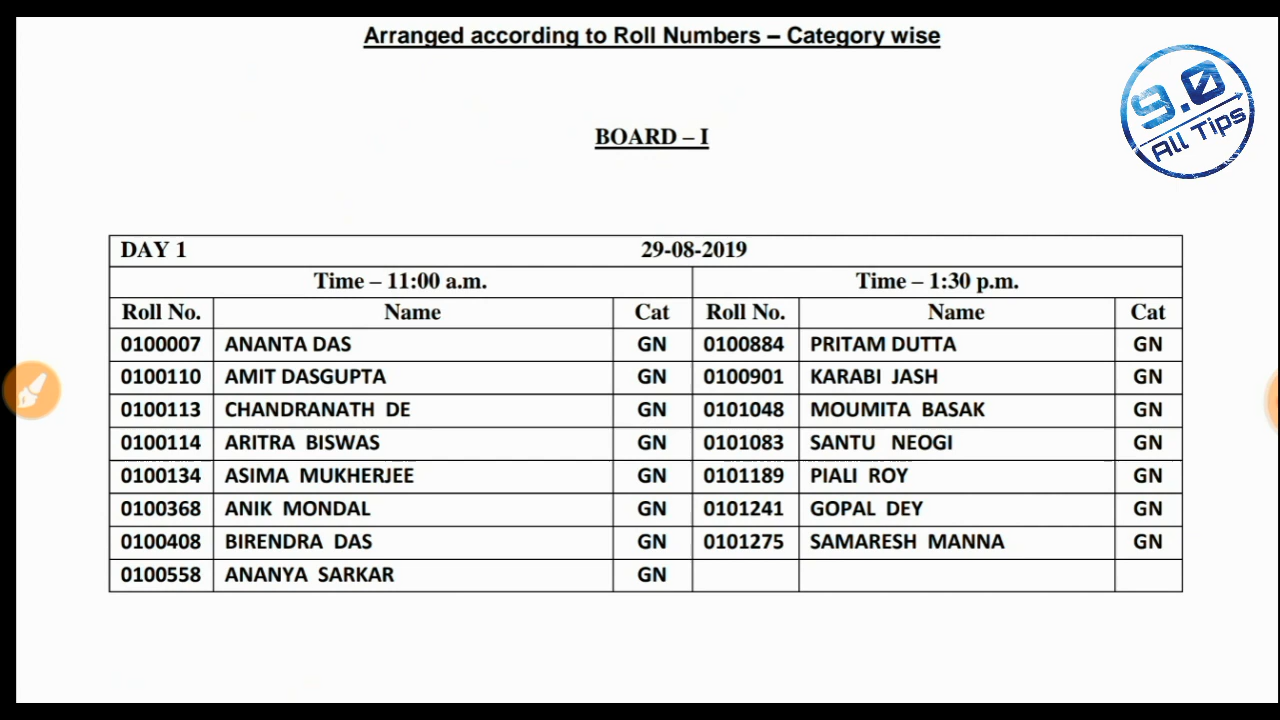 Arranged according to Roll Numbers – Category wise
9.0
All Tips
BOARD – I
DAY 1 29-08-2019
Time – 11:00 a.m. Time – 1:30 p.m.
Roll No. Name Cat Roll No. Name Cat
0100007 ANANTA DAS GN 0100884 PRITAM DUTTA GN
0100110 AMIT DASGUPTA GN 0100901 KARABI JASH GN
0100113 CHANDRANATH DE GN 0101048 MOUMITA BASAK GN
0100114 ARITRA BISWAS GN 0101083 SANTU NEOGI GN
0100134 ASIMA MUKHERJEE GN 0101189 PIALI ROY GN
0100368 ANIK MONDAL GN 0101241 GOPAL DEY GN
0100408 BIRENDRA DAS GN 0101275 SAMARESH MANNA GN
0100558 ANANYA SARKAR GN